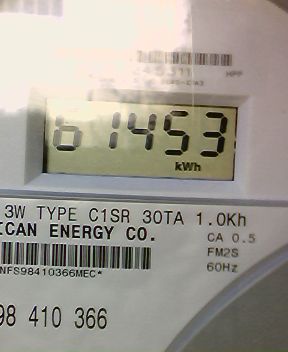 HPP
61453
kWh
3W TYPE C1SR 30TA 1.0Kh
ICAN ENERGY CO.
CA 0.5
FM2S
60Hz
NFS98410366MEC*
98 410 366